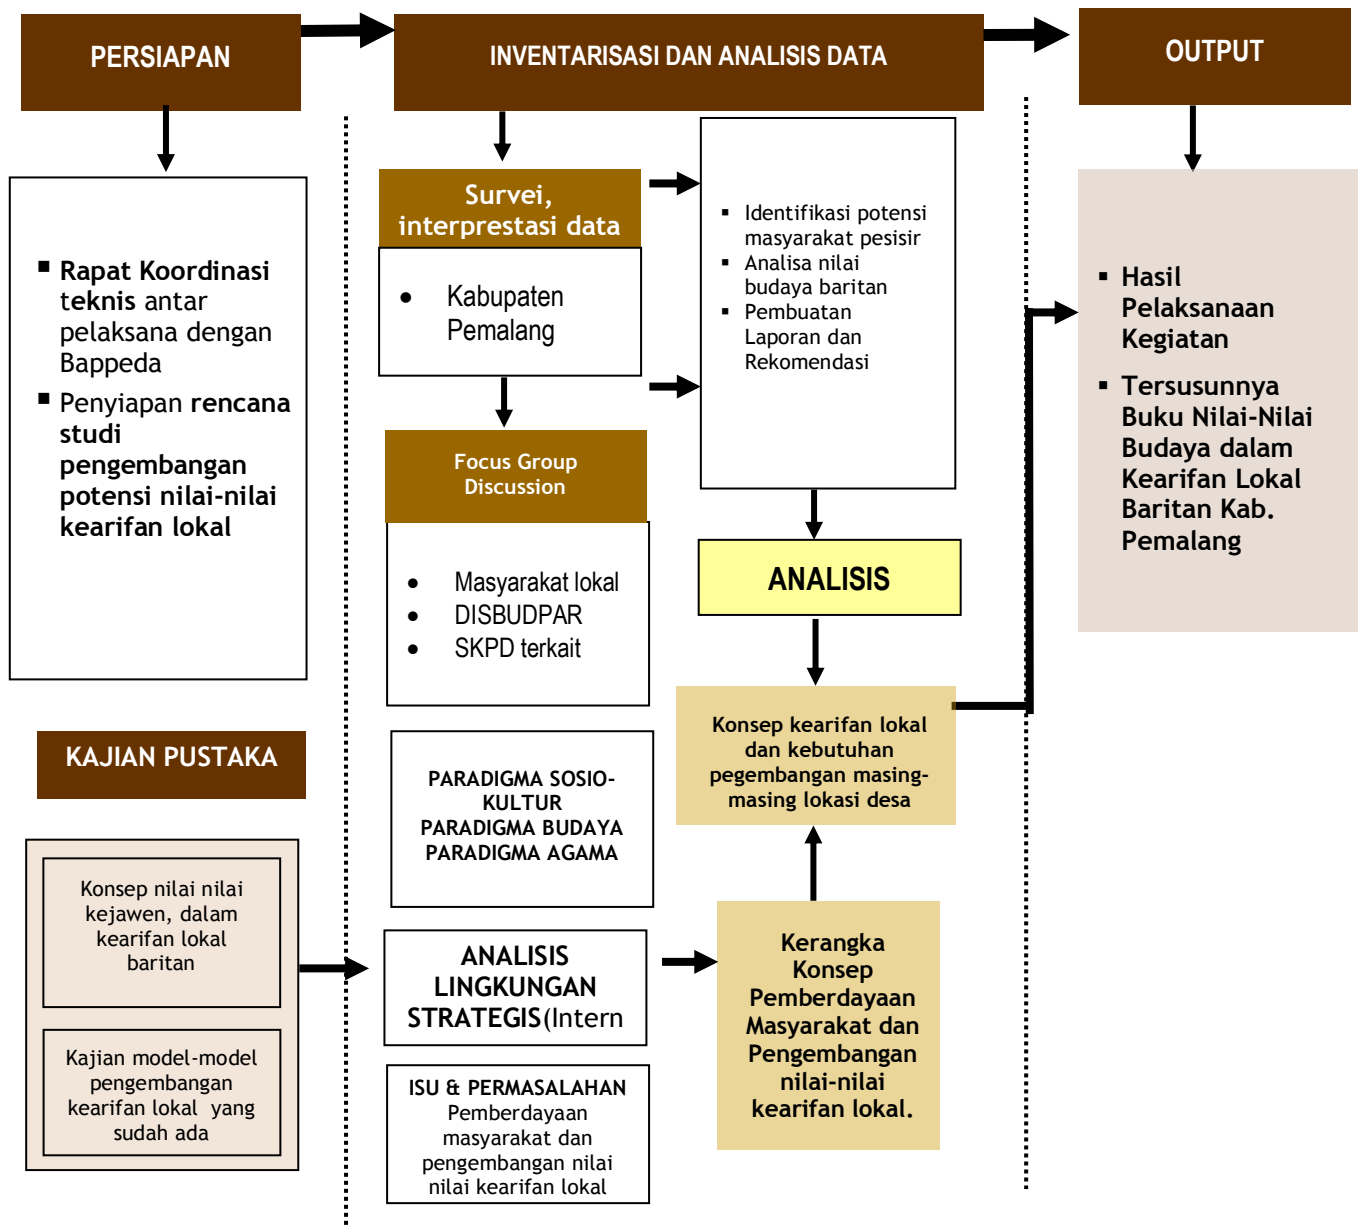 PERSIAPAN
INVENTARISASI DAN ANALISIS DATA
OUTPUT
▪ Rapat Koordinasi
teknis antar
pelaksana dengan
Bappeda
▪ Penyiapan rencana
studi
pengembangan
potensi nilai-nilai
kearifan lokal
KAJIAN PUSTAKA
Konsep nilai nilai
kejawen, dalam
kearifan lokal
baritan
Kajian model-model
pengembangan
kearifan lokal yang
sudah ada
Survei,
interprestasi data
• Kabupaten
Pemalang
Focus Group
Discussion
• Masyarakat lokal
• DISBUDPAR
• SKPD terkait
PARADIGMA SOSIO-
KULTUR
PARADIGMA BUDAYA
PARADIGMA AGAMA
ANALISIS
LINGKUNGAN
STRATEGIS(Intern
ISU & PERMASALAHAN
Pemberdayaan
masyarakat dan
pengembangan nilai
nilai kearifan lokal
▪ Identifikasi potensi
masyarakat pesisir
▪ Analisa nilai
budaya baritan
▪ Pembuatan
Laporan dan
Rekomendasi
ANALISIS
Konsep kearifan lokal
dan kebutuhan
pegembangan masing-
masing lokasi desa
Kerangka
Konsep
Pemberdayaan
Masyarakat dan
Pengembangan
nilai-nilai
kearifan lokal.
▪ Hasil
Pelaksanaan
Kegiatan
▪ Tersusunnya
Buku Nilai-Nilai
Budaya dalam
Kearifan Lokal
Baritan Kab.
Pemalang